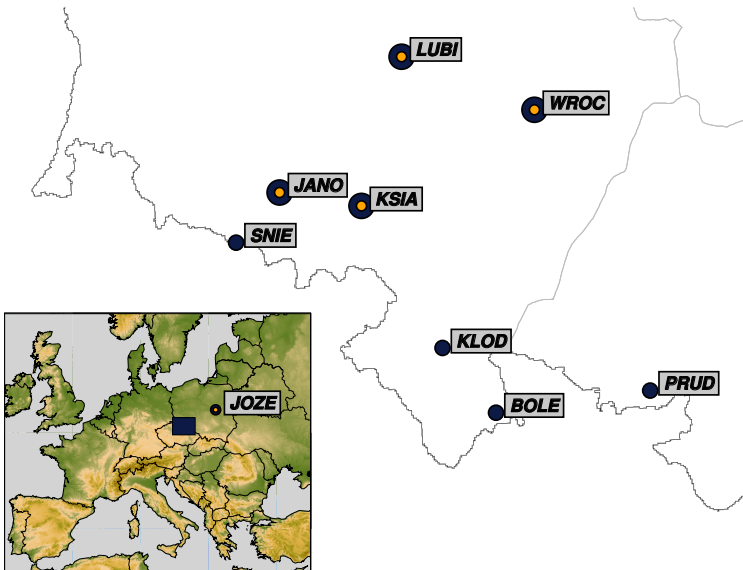 LUBI
WROC
JANO
KSIA
SNIE
KLOD
PRUD
JOZE
BOLE